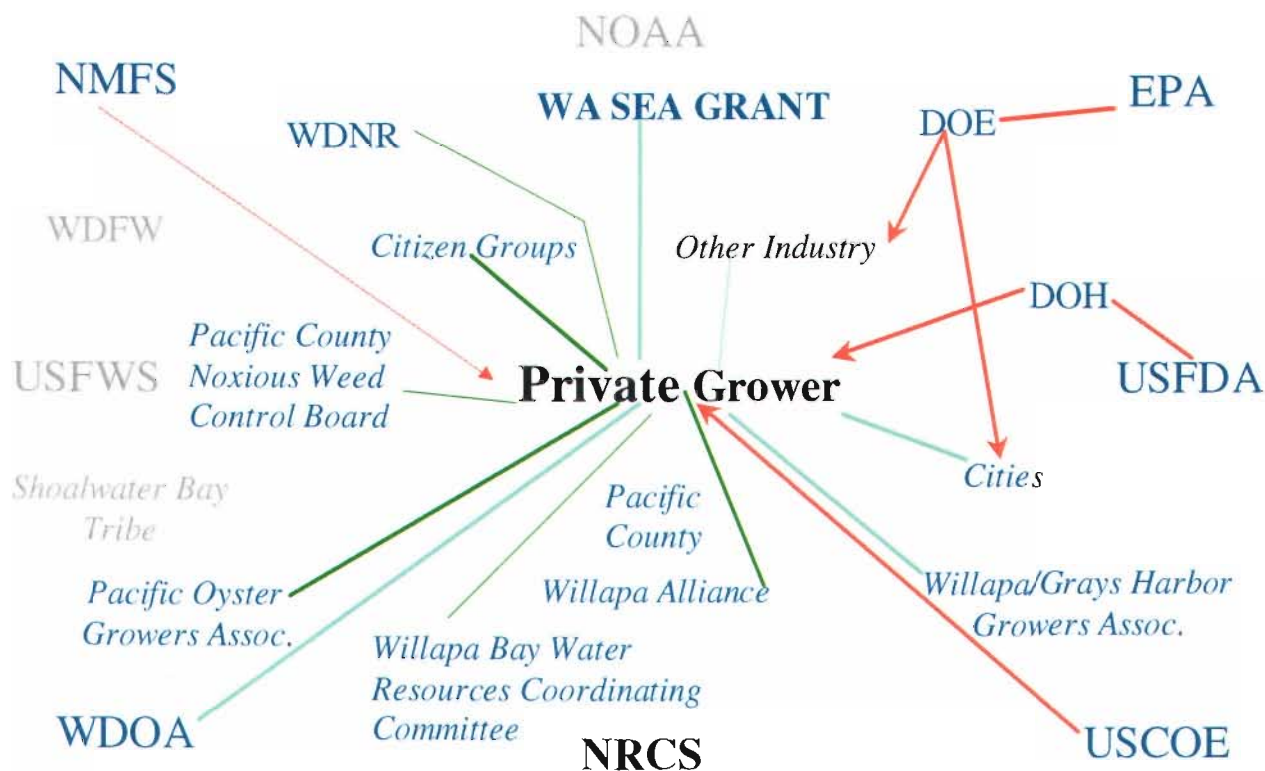 NOAA
NMFS
WA SEA GRANT
EPA
WDNR
DOE
WDFW
Citizen Groups
Other Industry
DOH
Pacific County
Noxious Weed
Control Board
USFWS
Private Grower
USFDA
Cities
Shoalwater Bay
Tribe
Pacific
County
Pacific Oyster
Growers Assoc.
Willapa Alliance
Willapa/Grays Harbor
Growers Assoc.
Willapa Bay Water
Resources Coordinating
Committee
WDOA
NRCS
USCOE